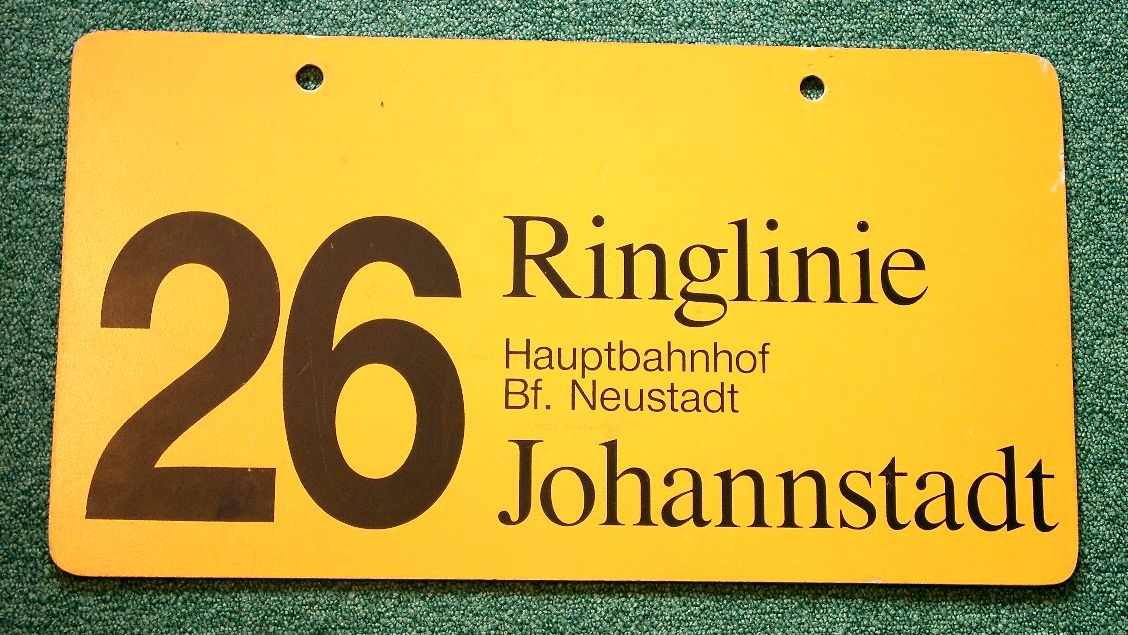 26
Ringlinie
Hauptbahnhof
Bf. Neustadt
Johannstadt